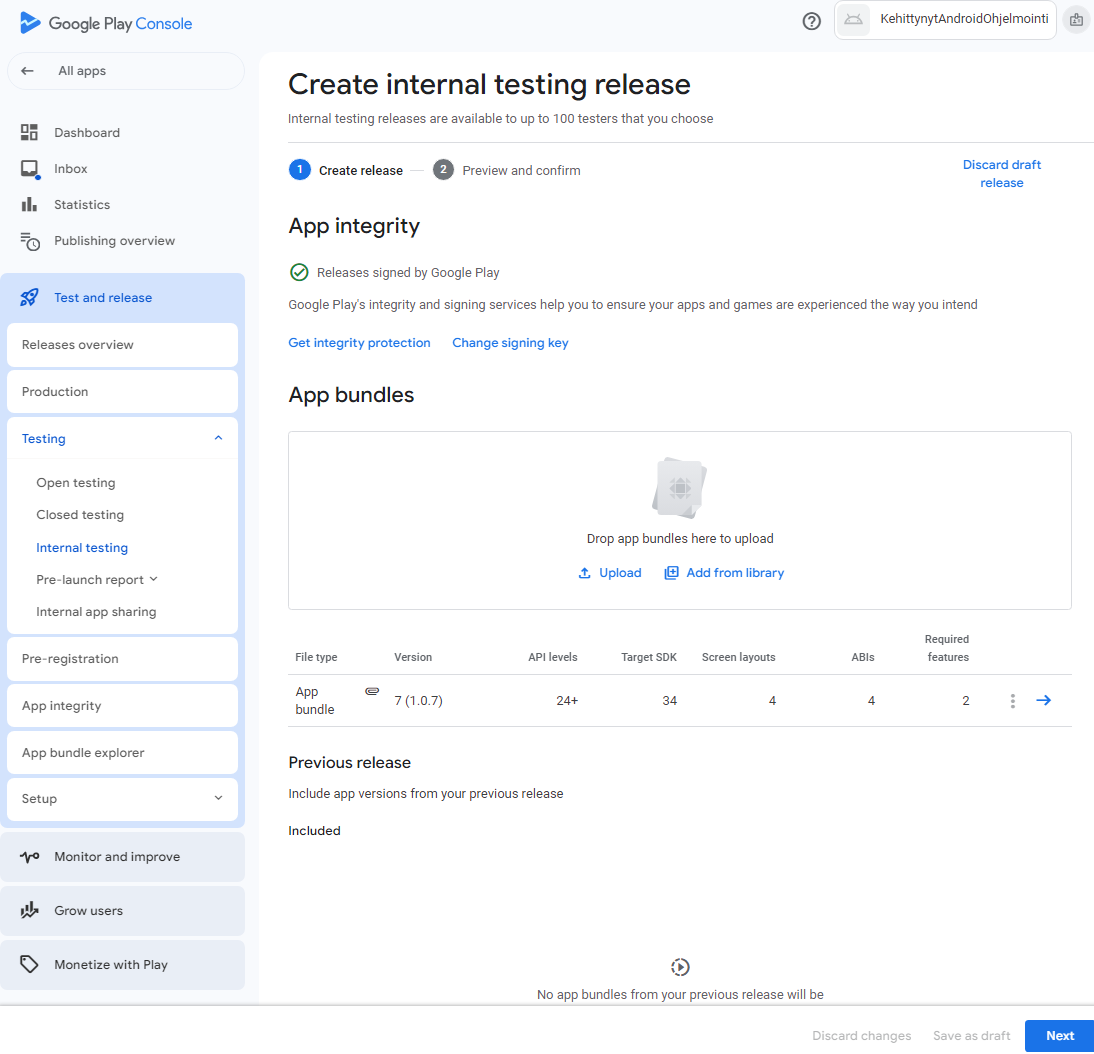 Google Play Console
KehittynytAndroidOhjelmointi
All apps
Dashboard
Inbox
Statistics
Publishing overview
Test and release
Releases overview
Production
Testing
Open testing
Closed testing
Internal testing
Pre-launch report
Internal app sharing
Pre-registration
App integrity
App bundle explorer
Setup
Monitor and improve
Grow users
Monetize with Play
Create internal testing release
Internal testing releases are available to up to 100 testers that you choose
1 Create release 2 Preview and confirm
Discard draft
release
App integrity
Releases signed by Google Play
Google Play's integrity and signing services help you to ensure your apps and games are experienced the way you intend
Get integrity protection Change signing key
App bundles
Drop app bundles here to upload
Upload Add from library
File type Version API levels Target SDK Screen layouts ABIs Required features
App bundle 7 (1.0.7) 24+ 34 4 4 2
Previous release
Include app versions from your previous release
Included
No app bundles from your previous release will be
Discard changes Save as draft Next